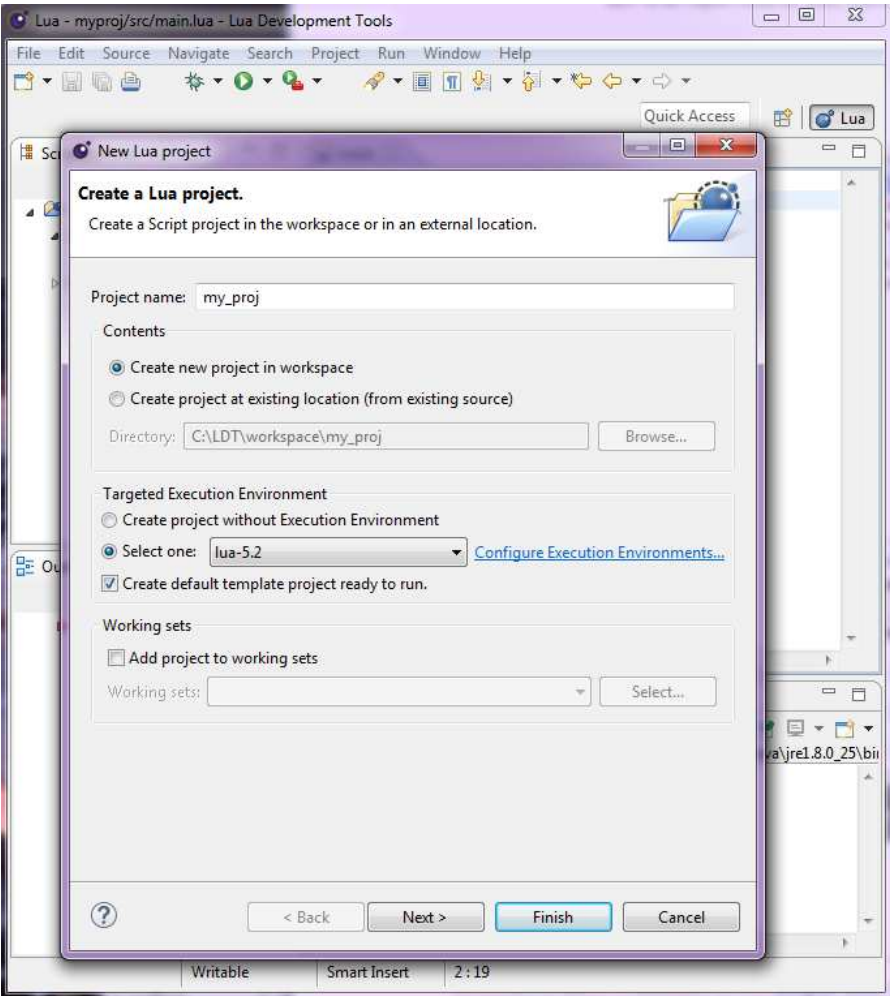 Lua - myproj/src/main.lua - Lua Development Tools
File Edit Source Navigate Search Project Run Window Help
Quick Access
Lua
New Lua project
Create a Lua project.
Create a Script project in the workspace or in an external location.
Project name: my_proj
Contents
Create new project in workspace
Create project at existing location (from existing source)
Directory: C:\LDT\workspace\my_proj Browse...
Targeted Execution Environment
Create project without Execution Environment
Select one: lua-5.2 Configure Execution Environments...
Create default template project ready to run.
Working sets
Add project to working sets
Working sets: Select...
va\jre1.8.0_25\bin
? < Back Next > Finish Cancel
Writable Smart Insert 2 : 19